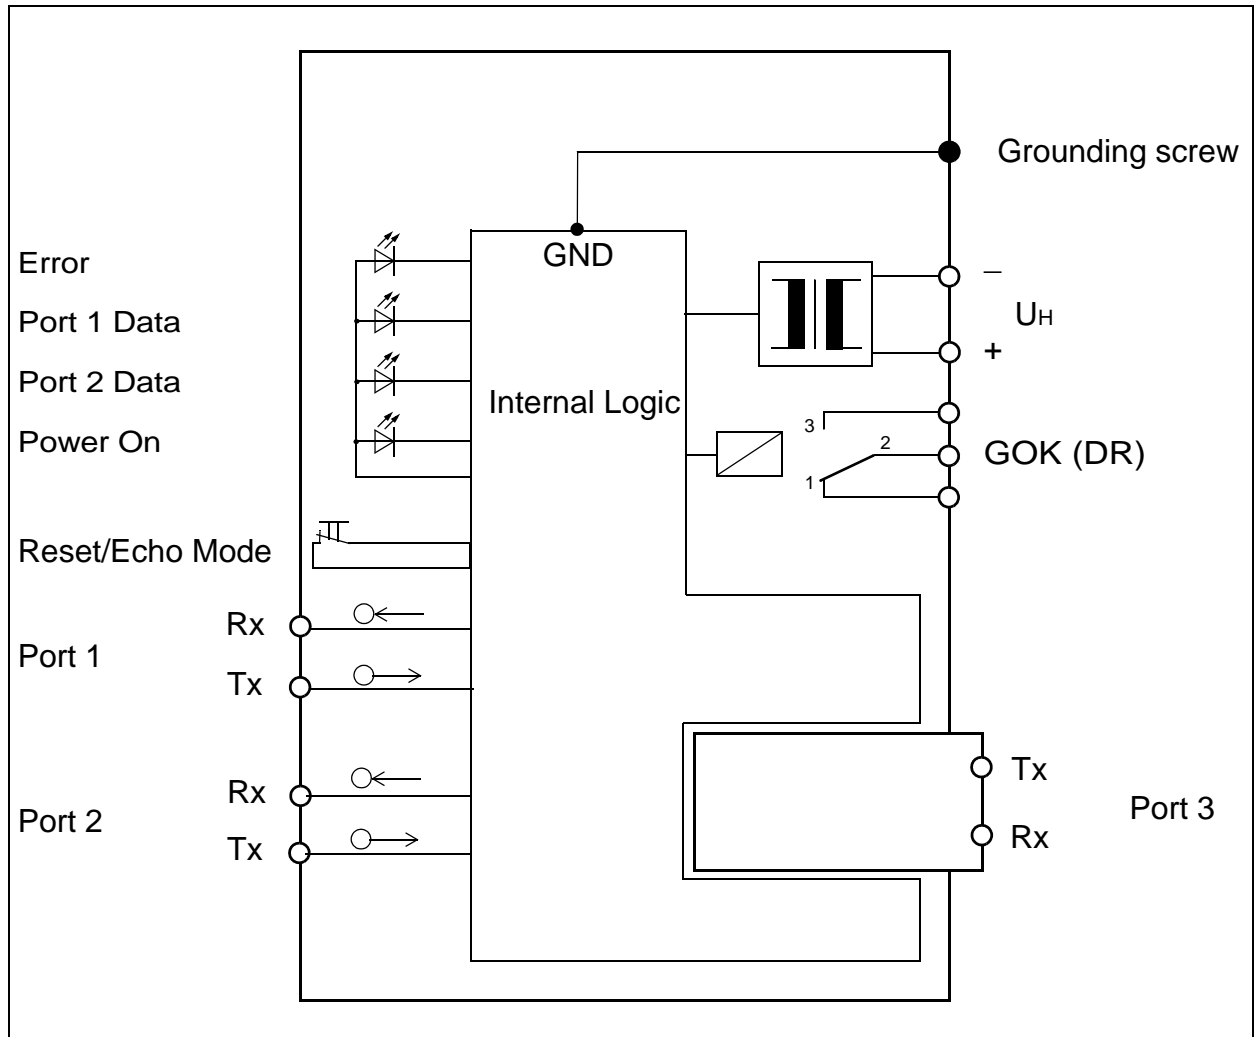 Grounding screw
GND
Error
Port 1 Data
Port 2 Data
Power On
Internal Logic
–
UH
+
3
2
1
GOK (DR)
Reset/Echo Mode
Port 1
Rx
Tx
Port 2
Rx
Tx
Tx
Rx
Port 3